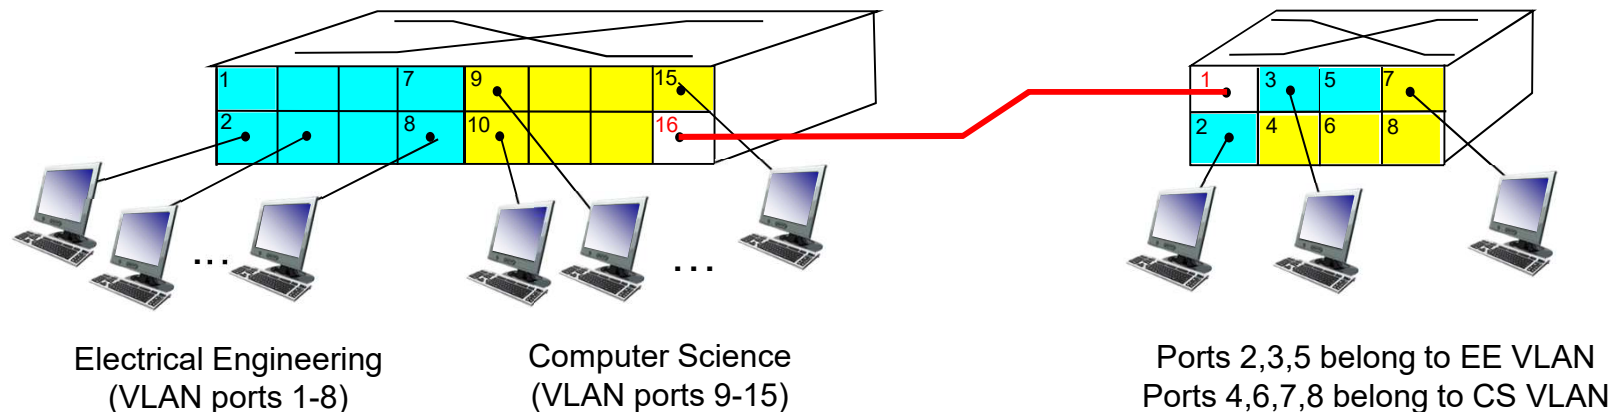 1 7 9 15
2 8 10 16
1 3 5 7
2 4 6 8
... ...
Electrical Engineering
(VLAN ports 1-8)
Computer Science
(VLAN ports 9-15)
Ports 2,3,5 belong to EE VLAN
Ports 4,6,7,8 belong to CS VLAN